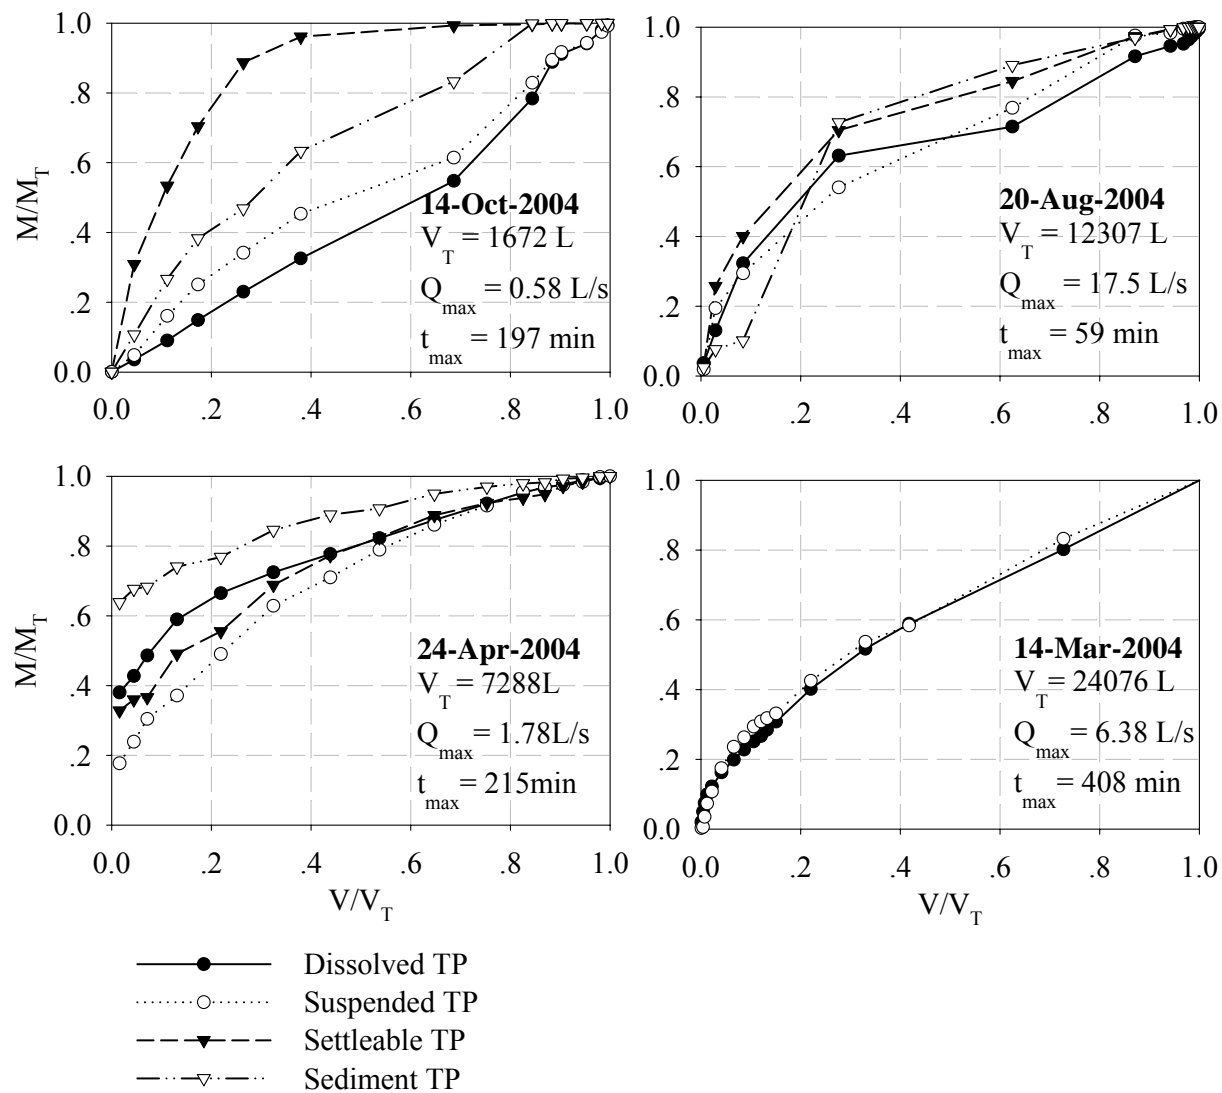 1.0
.8
.6
.4
.2
0.0
M/M_T
0.0 .2 .4 .6 .8 1.0
14-Oct-2004
V_T = 1672 L
Q_max = 0.58 L/s
t_max = 197 min
1.0
.8
.6
.4
.2
0.0
0.0 .2 .4 .6 .8 1.0
20-Aug-2004
V_T = 12307 L
Q_max = 17.5 L/s
t_max = 59 min
1.0
.8
.6
.4
.2
0.0
M/M_T
0.0 .2 .4 .6 .8 1.0
V/V_T
24-Apr-2004
V_T = 7288L
Q_max = 1.78L/s
t_max = 215min
1.0
.8
.6
.4
.2
0.0
0.0 .2 .4 .6 .8 1.0
V/V_T
14-Mar-2004
V_T = 24076 L
Q_max = 6.38 L/s
t_max = 408 min
Dissolved TP
Suspended TP
Settleable TP
Sediment TP